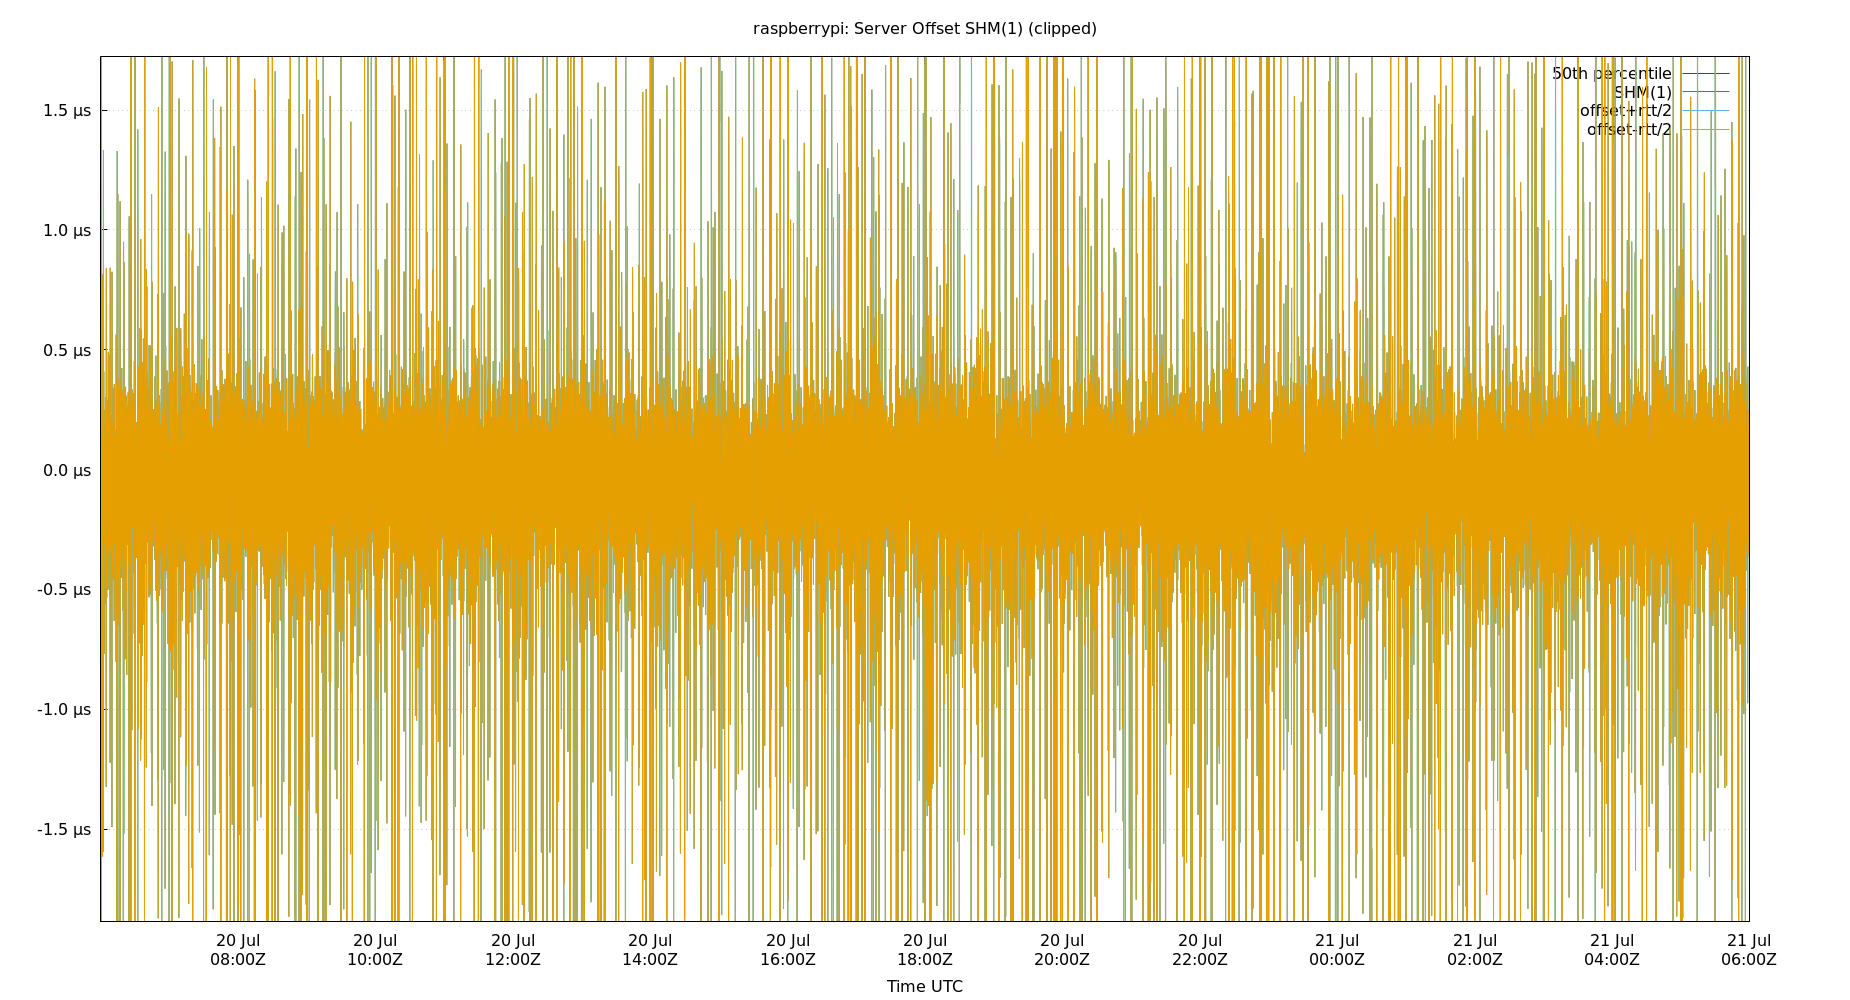 raspberrypi: Server Offset SHM(1) (clipped)
50th percentile
SHM(1)
offset+rtt/2
offset-rtt/2
1.5 µs
1.0 µs
0.5 µs
0.0 µs
-0.5 µs
-1.0 µs
-1.5 µs
20 Jul 20 Jul 20 Jul 20 Jul 20 Jul 20 Jul 20 Jul 20 Jul 21 Jul 21 Jul 21 Jul 21 Jul
08:00Z 10:00Z 12:00Z 14:00Z 16:00Z 18:00Z 20:00Z 22:00Z 00:00Z 02:00Z 04:00Z 06:00Z
Time UTC